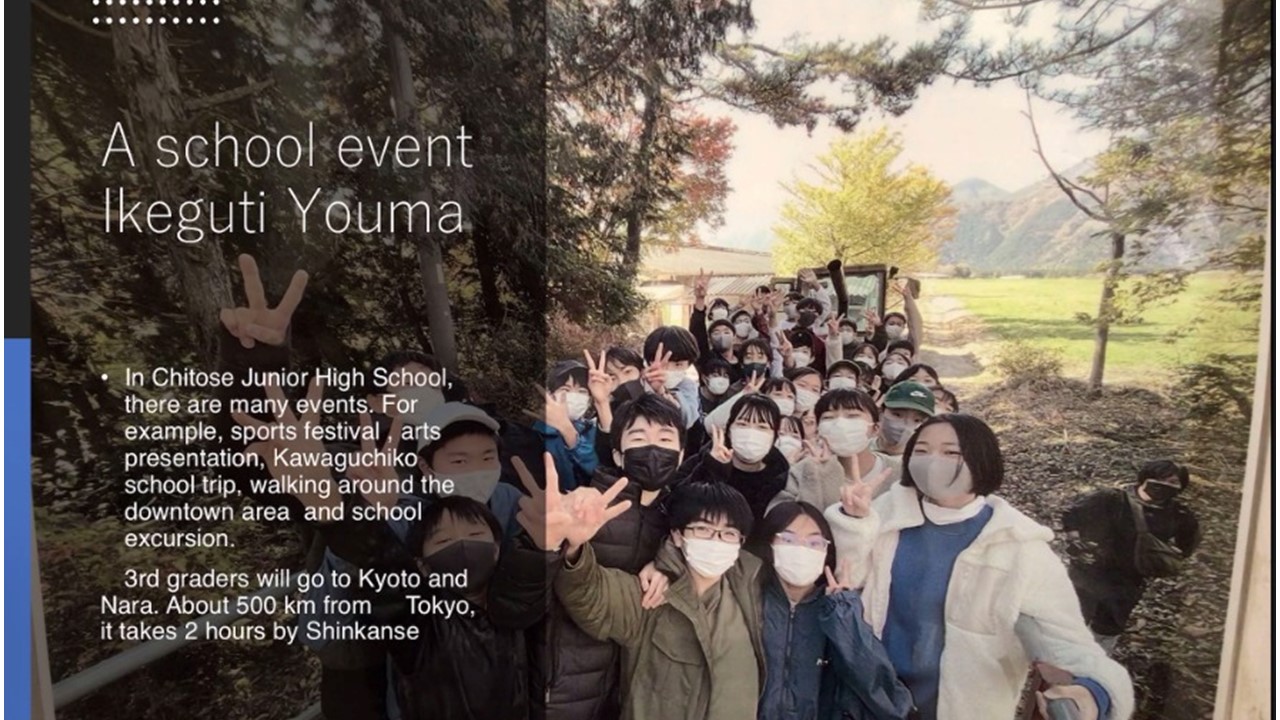 A school event
Ikeguti Youma
• In Chitose Junior High School,
there are many events. For
example, sports festival , arts
presentation, Kawaguchiko
school trip, walking around the
downtown area  and school
excursion.
3rd graders will go to Kyoto and
Nara. About 500 km from     Tokyo,
it takes 2 hours by Shinkanse